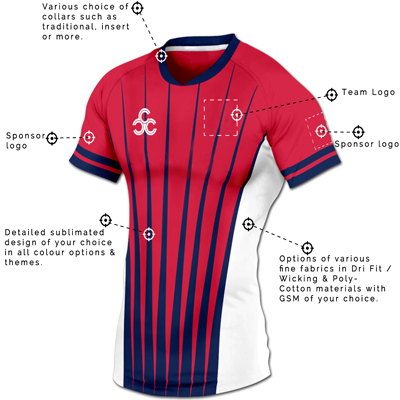 Various choice of
collars such as
traditional, insert
or more.
Team Logo
Sponsor
logo
Sponsor logo
Detailed sublimated
design of your choice
in all colour options &
themes.
Options of various
fine fabrics in Dri Fit /
Wicking & Poly-
Cotton materials with
GSM of your choice.